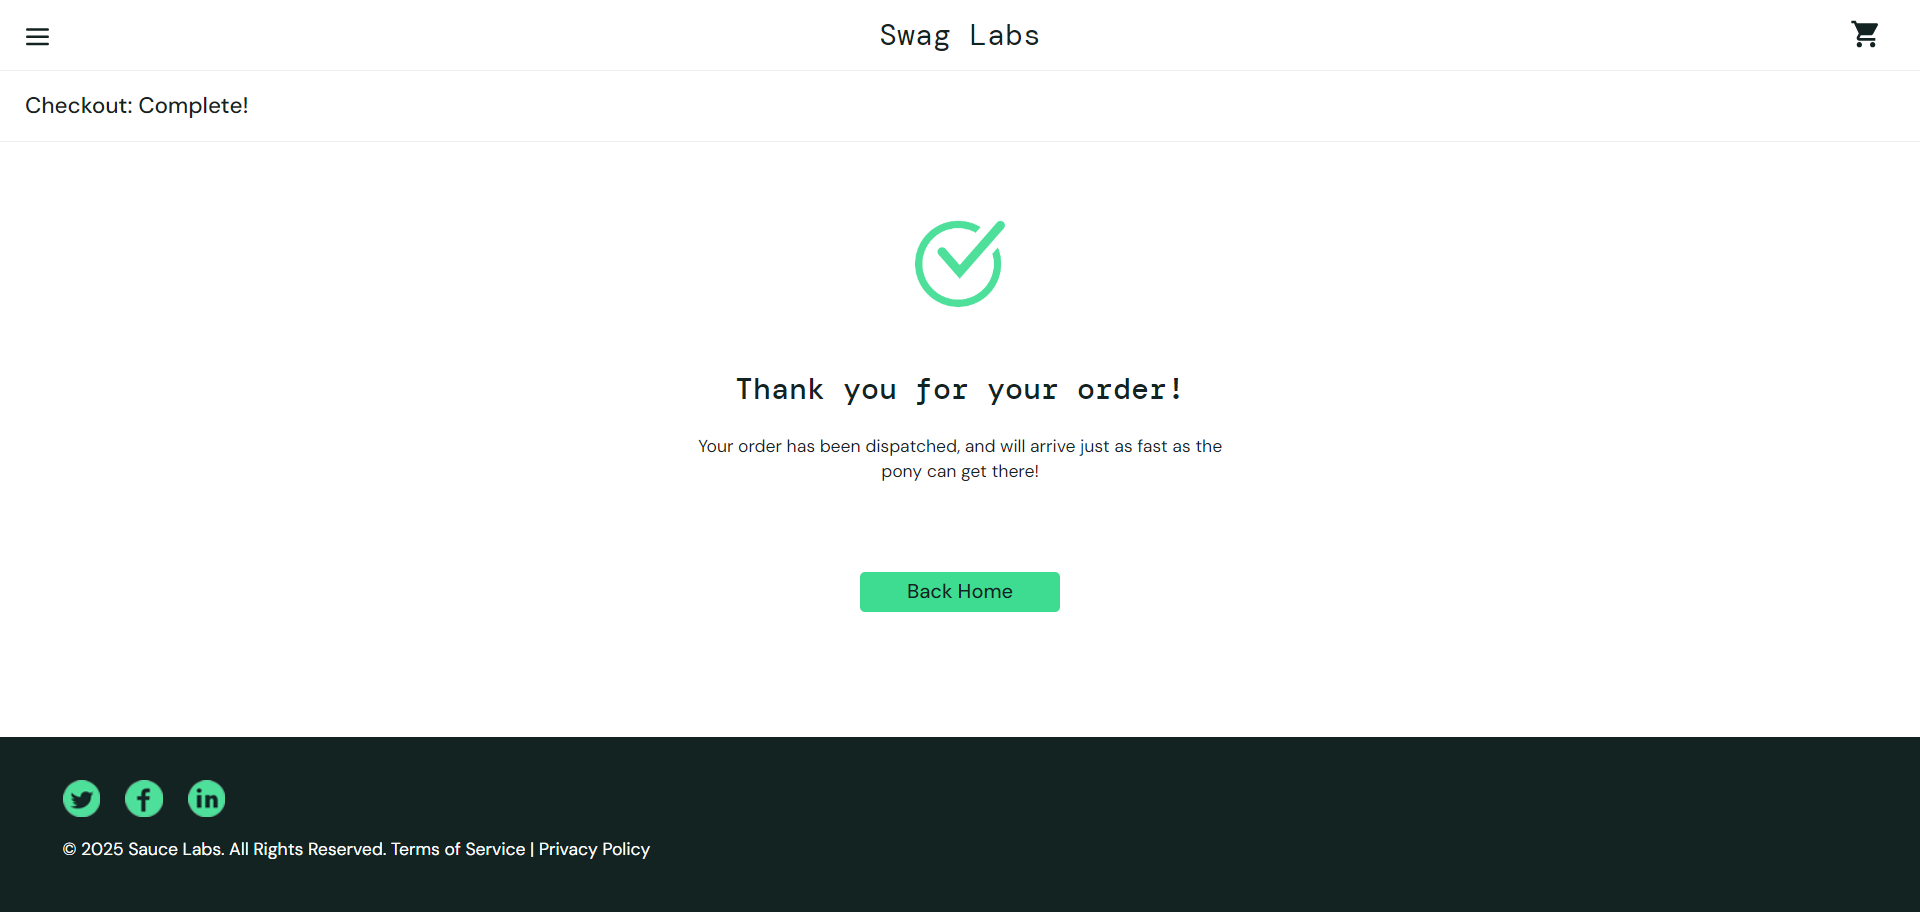 Swag Labs
Checkout: Complete!
Thank you for your order!
Your order has been dispatched, and will arrive just as fast as the
pony can get there!
Back Home
© 2025 Sauce Labs. All Rights Reserved. Terms of Service | Privacy Policy